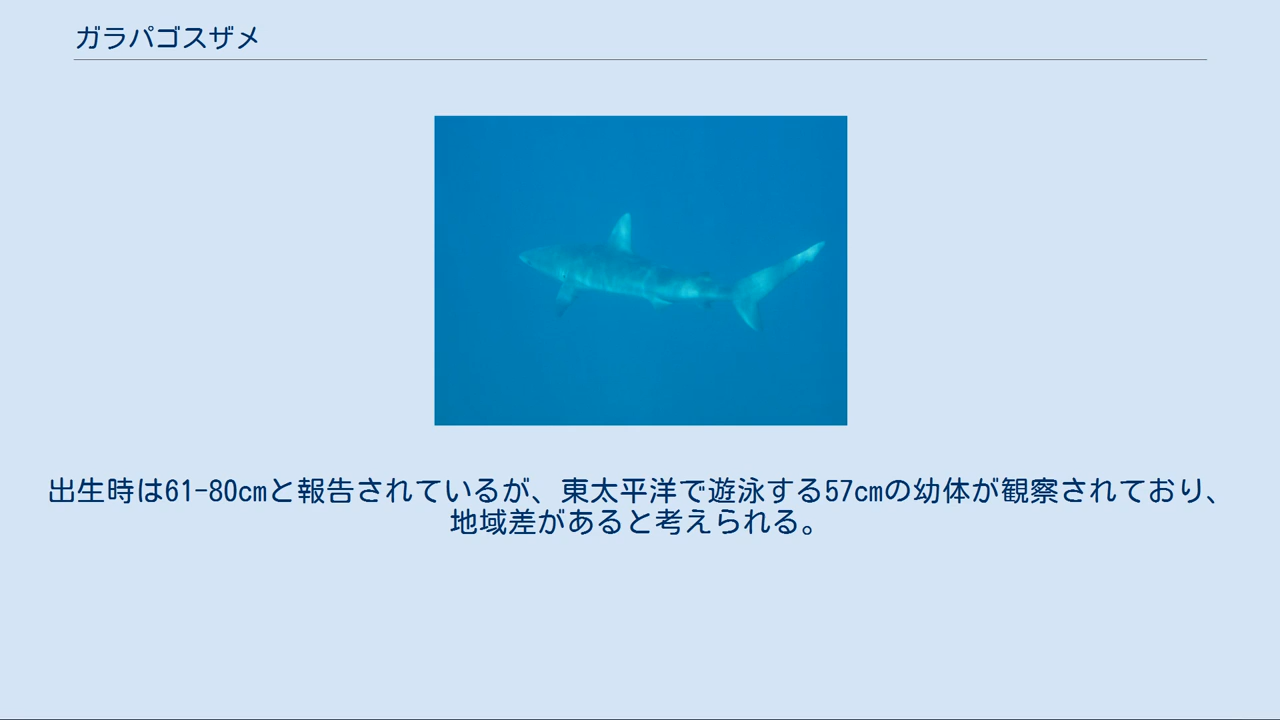 ガラパゴスザメ
出生時は61-80cmと報告されているが、東太平洋で遊泳する57cmの幼体が観察されており、
地域差があると考えられる。